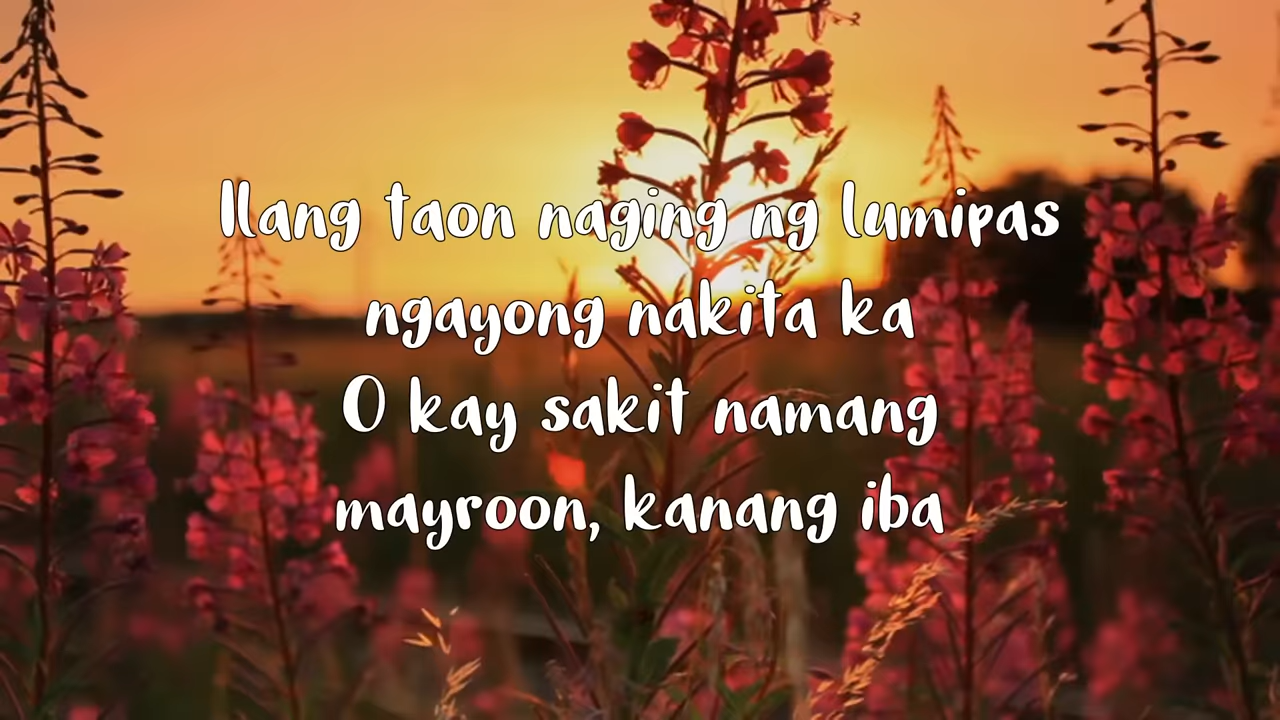 Ilang taon naging ng lumipas
ngayong nakita ka
O kay sakit namang
mayroon, kanang iba